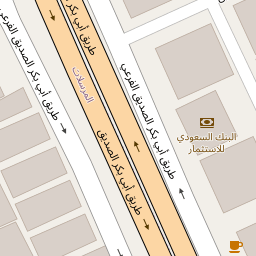 طريق أبي بكر
طريق أبي بكر الصديق الفرعي
المرسلات
طريق أبي بكر الصديق
طريق أبي بكر الصديق الفرعي
البنك السعودي
للاستثمار